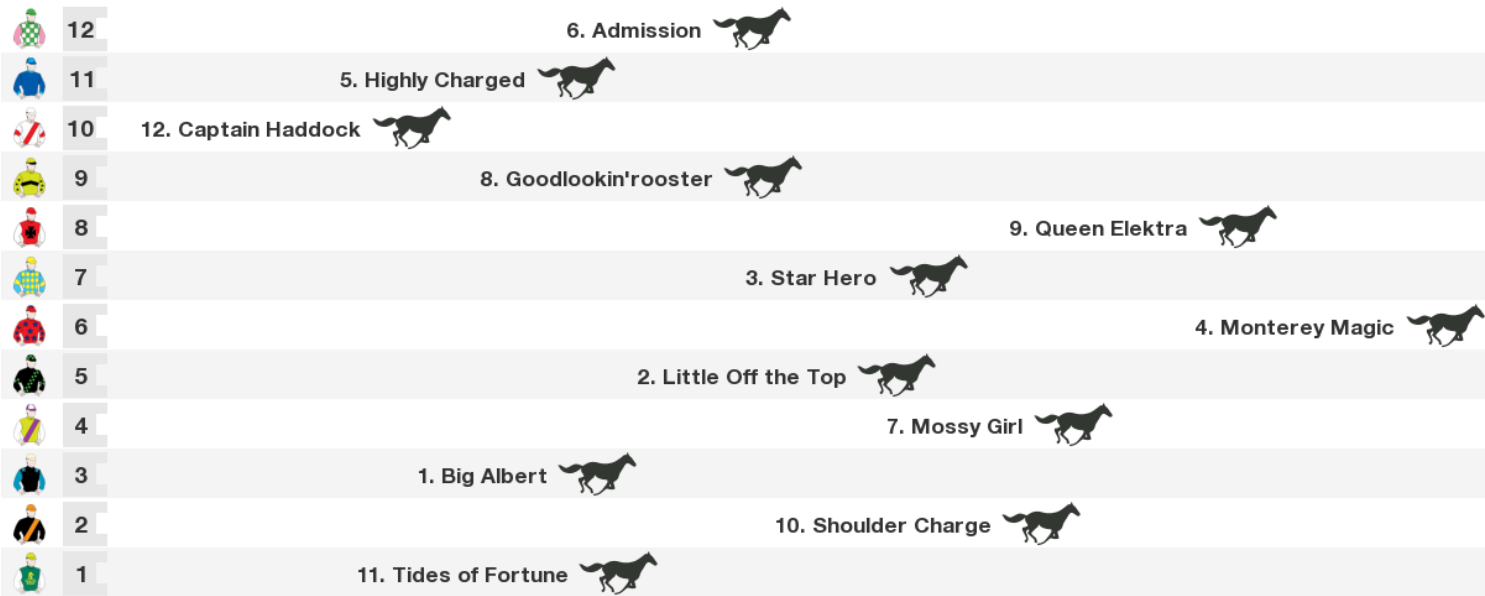 12 6. Admission
11 5. Highly Charged
10 12. Captain Haddock
9 8. Goodlookin'rooster
8 9. Queen Elektra
7 3. Star Hero
6 4. Monterey Magic
5 2. Little Off the Top
4 7. Mossy Girl
3 1. Big Albert
2 10. Shoulder Charge
1 11. Tides of Fortune